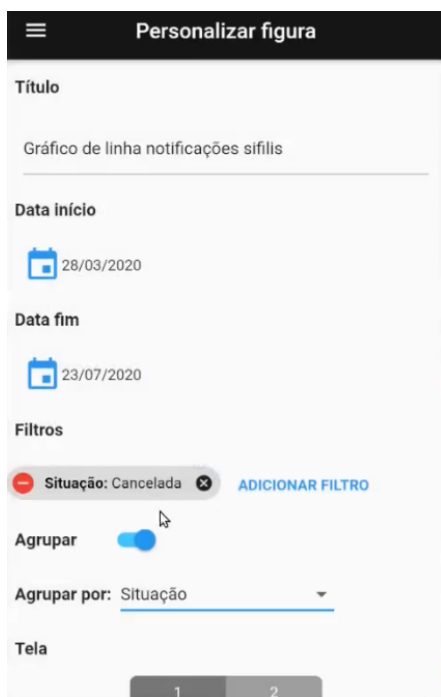 Personalizar figura
Título
Gráfico de linha notificações sifilis
Data início
28/03/2020
Data fim
23/07/2020
Filtros
Situação: Cancelada ADICIONAR FILTRO
Agrupar
Agrupar por: Situação
Tela
1 2